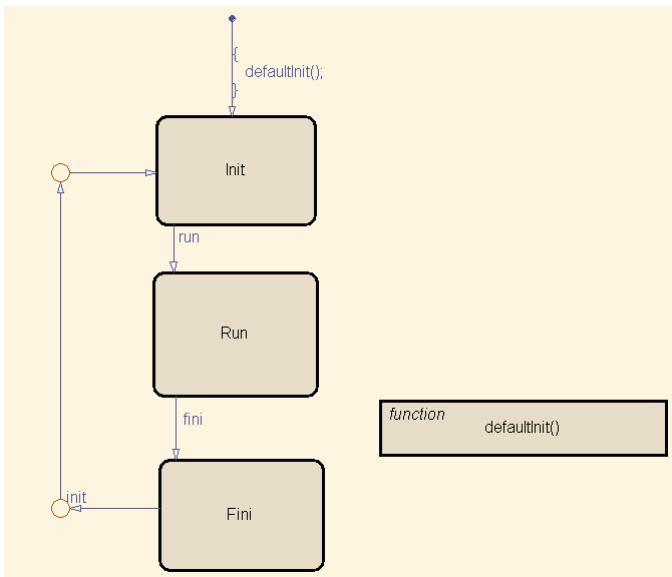 {
defaultInit();
}
Init
run
Run
fini
function
defaultInit()
init
Fini